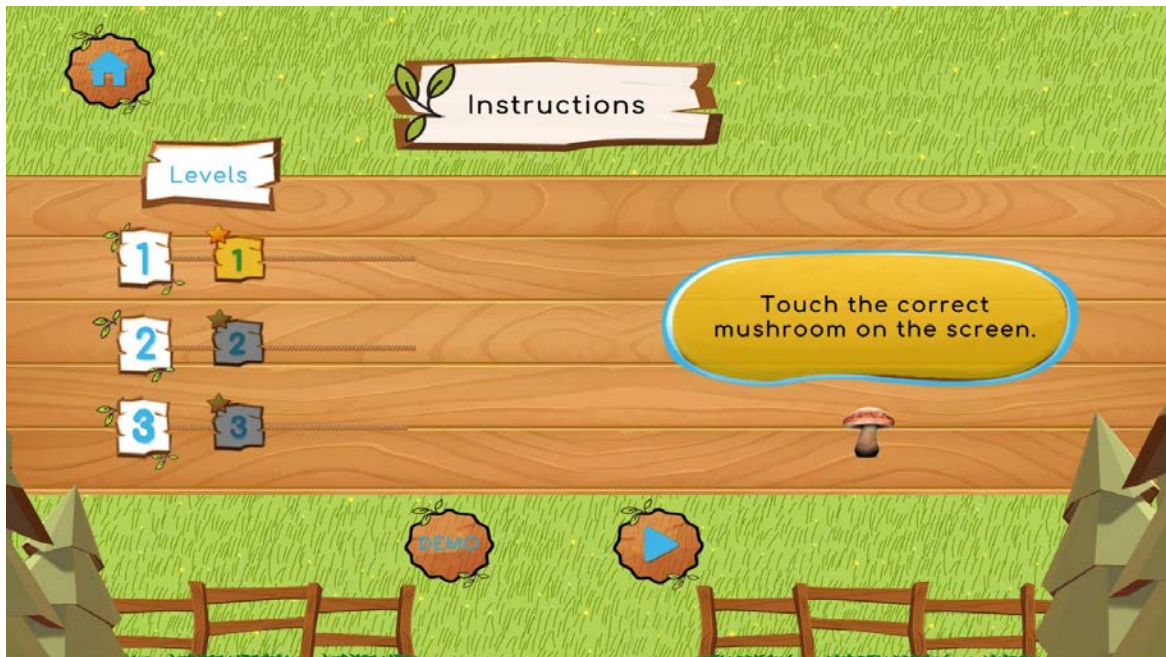 Instructions
Levels
1 1
2 2
3 3
Touch the correct
mushroom on the screen.
DEMO